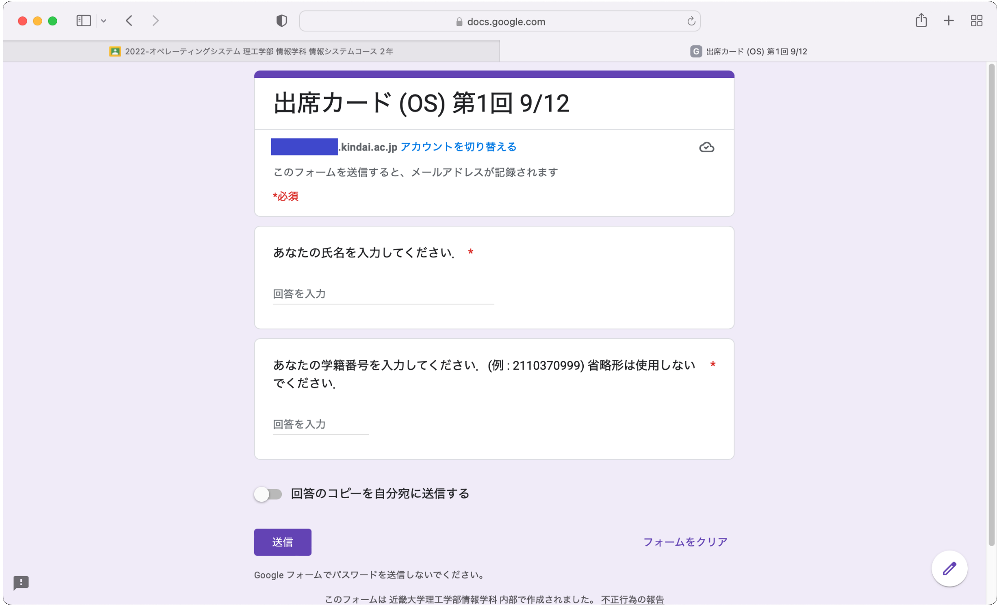 docs.google.com
2022-オペレーティングシステム 理工学部 情報学科 情報システムコース 2年
G 出席カード (OS) 第1回 9/12
出席カード (OS) 第1回 9/12
.kindai.ac.jp アカウントを切り替える
このフォームを送信すると、メールアドレスが記録されます
*必須
あなたの氏名を入力してください． *
回答を入力
あなたの学籍番号を入力してください． (例 : 2110370999) 省略形は使用しない *
でください．
回答を入力
回答のコピーを自分宛に送信する
送信
フォームをクリア
Google フォームでパスワードを送信しないでください。
このフォームは 近畿大学理工学部情報学科 内部で作成されました。 不正行為の報告